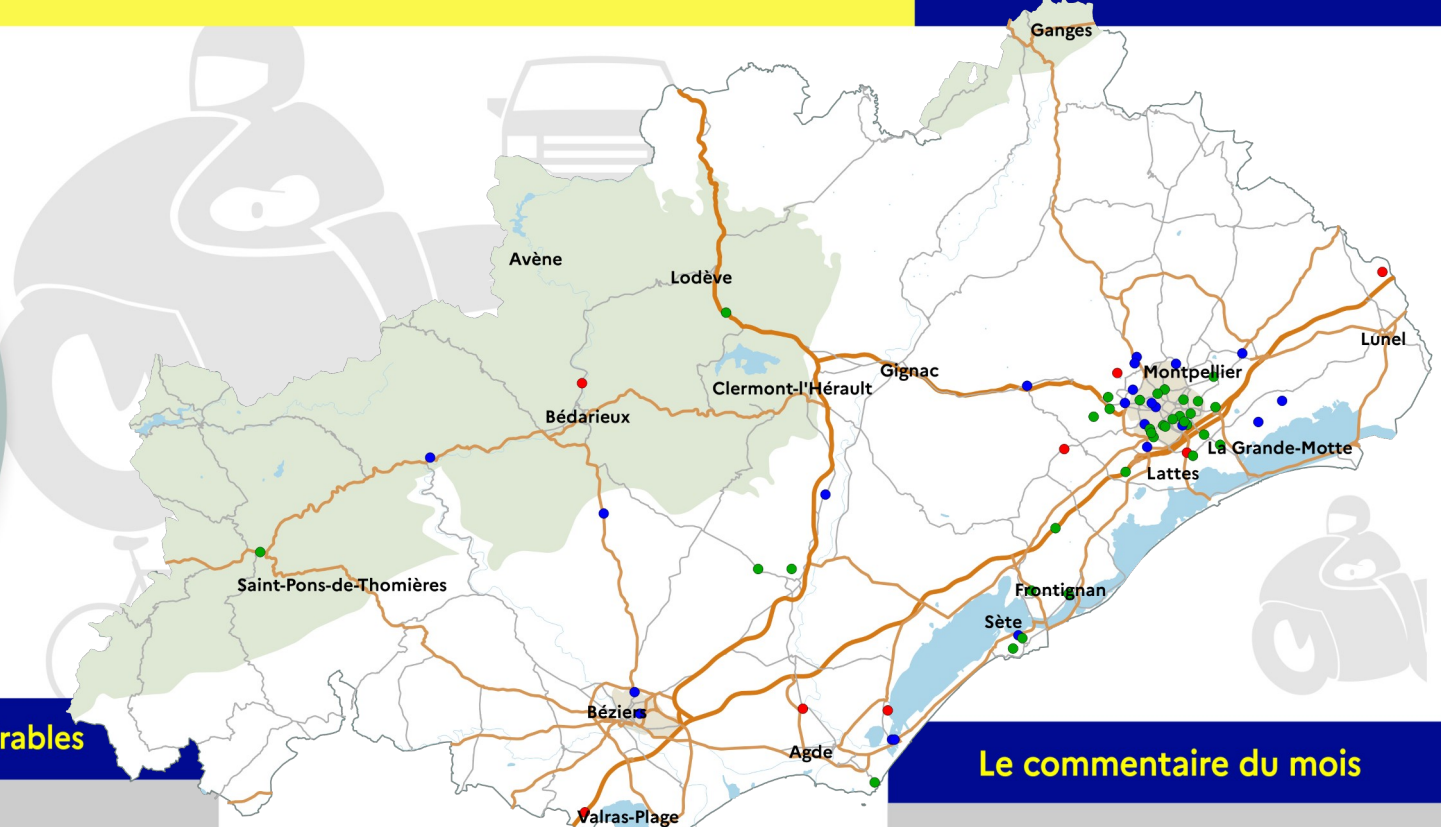 Ganges
Avène
Lodève
Lunel
Gignac
Montpellier
Clermont-l'Hérault
Bédarieux
La Grande-Motte
Lattes
Saint-Pons-de-Thomières
Frontignan
Sète
Béziers
rables
Agde
Le commentaire du mois
Valras-Plage